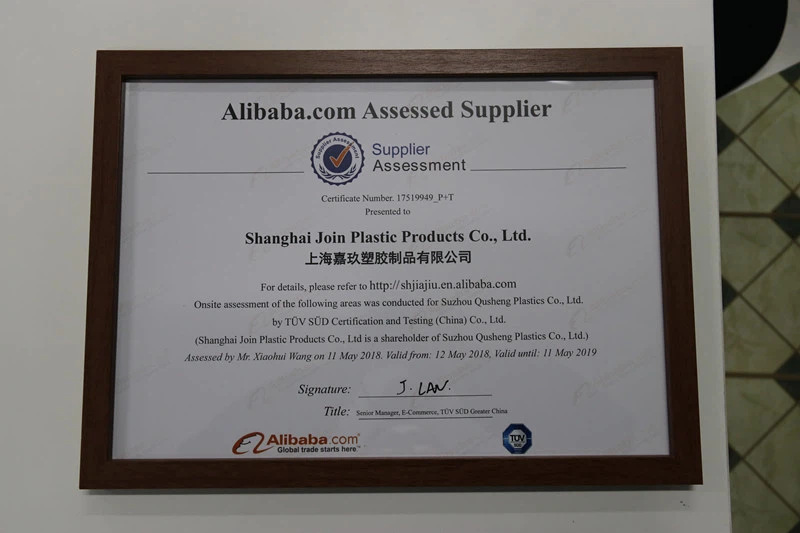 Alibaba.com Assessed Supplier
Supplier Assessment
Supplier
Assessment
Certificate Number. 17519949_P+T
Presented to
Shanghai Join Plastic Products Co., Ltd.
上海嘉玖塑胶制品有限公司
For details, please refer to http://shjiajiu.en.alibaba.com
Onsite assessment of the following areas was conducted for Suzhou Qusheng Plastics Co., Ltd.
by TÜV SÜD Certification and Testing (China) Co., Ltd.
(Shanghai Join Plastic Products Co., Ltd is a shareholder of Suzhou Qusheng Plastics Co., Ltd.)
Assessed by Mr. Xiaohui Wang on 11 May 2018. Valid from: 12 May 2018, Valid until: 11 May 2019
Signature: J. LAN.
Title: Senior Manager, E-Commerce, TÜV SÜD Greater China
Alibaba.com
Global trade starts here.™
TÜV
SÜD